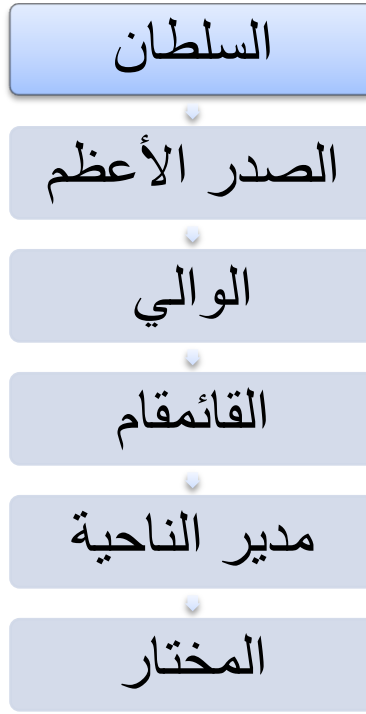 السلطان
الصدر الأعظم
الوالي
القائمقام
مدير الناحية
المختار